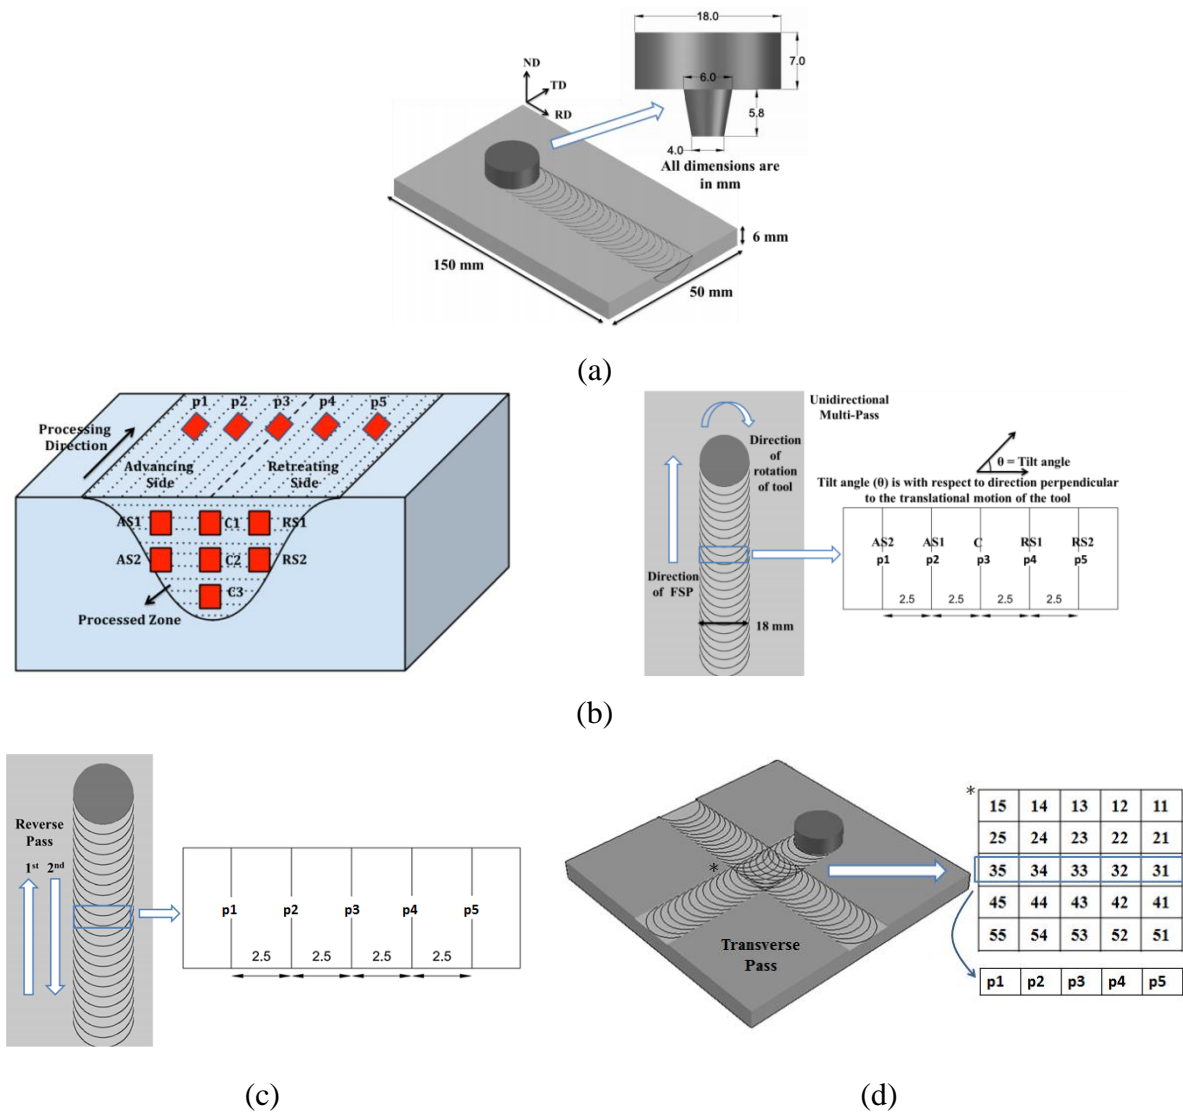 18.0
7.0
6.0
5.8
4.0
All dimensions are
in mm
ND
TD
RD
6 mm
150 mm
50 mm
(a)
p1 p2 p3 p4 p5
Processing
Direction
Advancing
Side
Retreating
Side
AS1 C1 RS1
AS2 C2 RS2
C3
Processed Zone
Unidirectional
Multi-Pass
Direction
of
rotation
of tool
θ = Tilt angle
Tilt angle (θ) is with respect to direction perpendicular
to the translational motion of the tool
Direction
of FSP
18 mm
AS2 AS1 C RS1 RS2
p1 p2 p3 p4 p5
2.5 2.5 2.5 2.5
(b)
Reverse
Pass
1st 2nd
p1 p2 p3 p4 p5
2.5 2.5 2.5 2.5
(c)
*
Transverse
Pass
*
15 14 13 12 11
25 24 23 22 21
35 34 33 32 31
45 44 43 42 41
55 54 53 52 51
p1 p2 p3 p4 p5
(d)